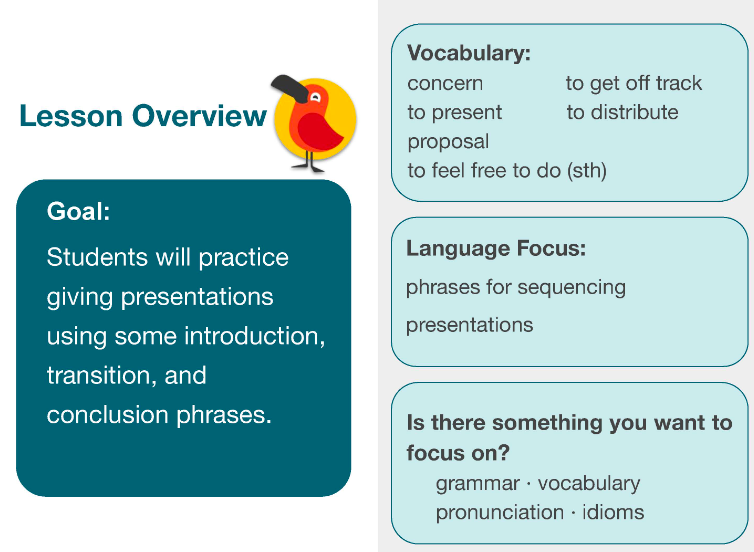 Lesson Overview
Goal:
Students will practice
giving presentations
using some introduction,
transition, and
conclusion phrases.
Vocabulary:
concern to get off track
to present to distribute
proposal
to feel free to do (sth)
Language Focus:
phrases for sequencing
presentations
Is there something you want to
focus on?
grammar · vocabulary
pronunciation · idioms